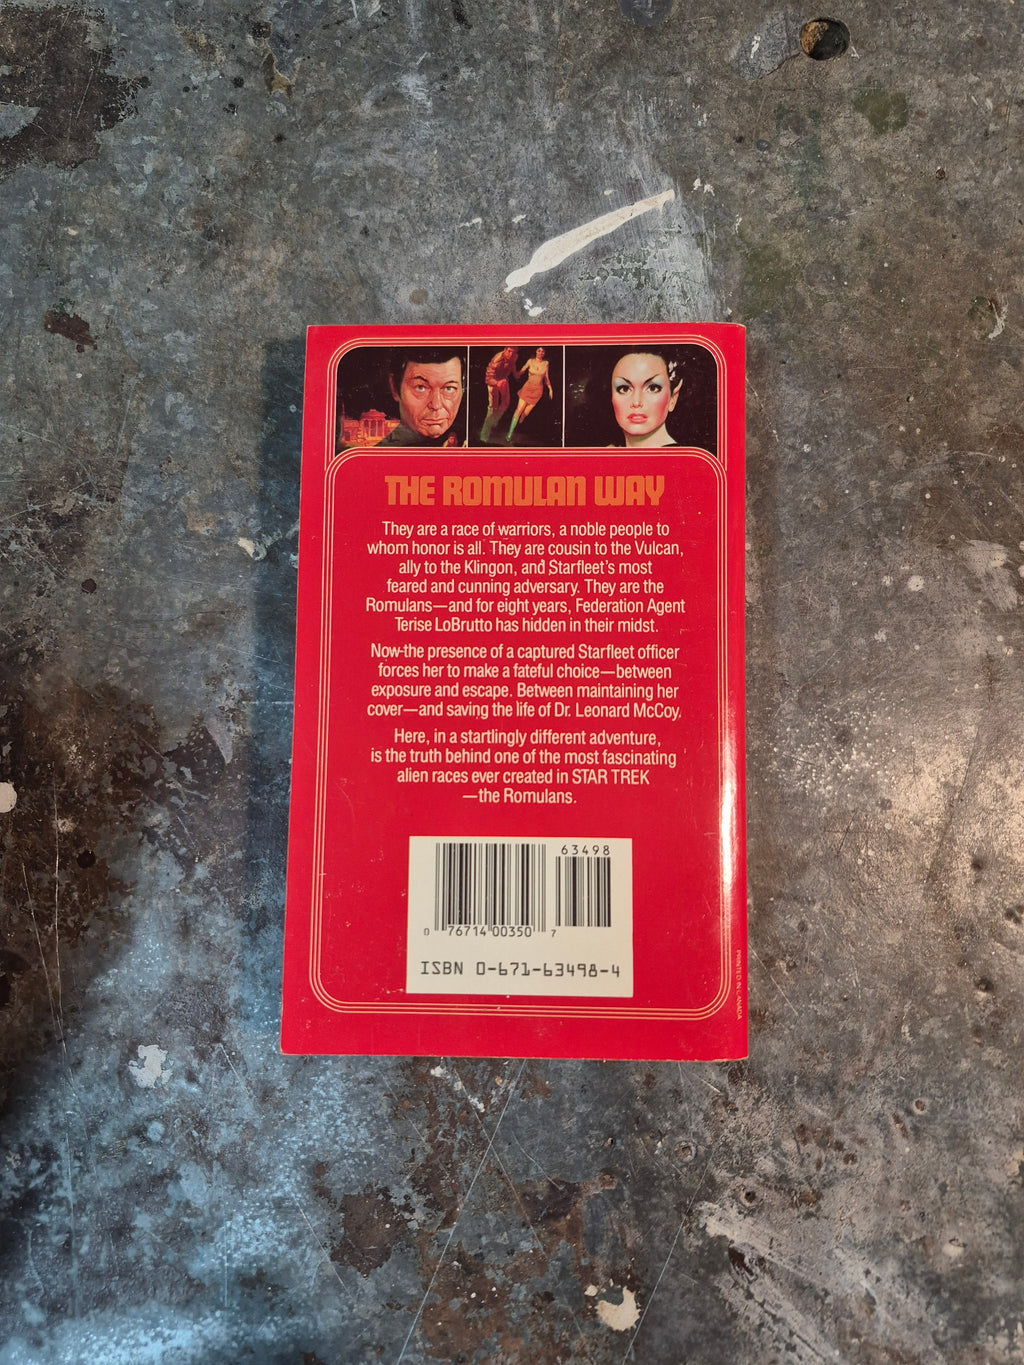 THE ROMULAN WAY
They are a race of warriors, a noble people to
whom honor is all. They are cousin to the Vulcan,
ally to the Klingon, and Starfleet's most
feared and cunning adversary. They are the
Romulans—and for eight years, Federation Agent
Terise LoBrutto has hidden in their midst.
Now the presence of a captured Starfleet officer
forces her to make a fateful choice—between
exposure and escape. Between maintaining her
cover—and saving the life of Dr. Leonard McCoy.
Here, in a startlingly different adventure,
is the truth behind one of the most fascinating
alien races ever created in STAR TREK
—the Romulans.
63498
0 76714 00350 7
ISBN 0-671-63498-4
PRINTED IN CANADA